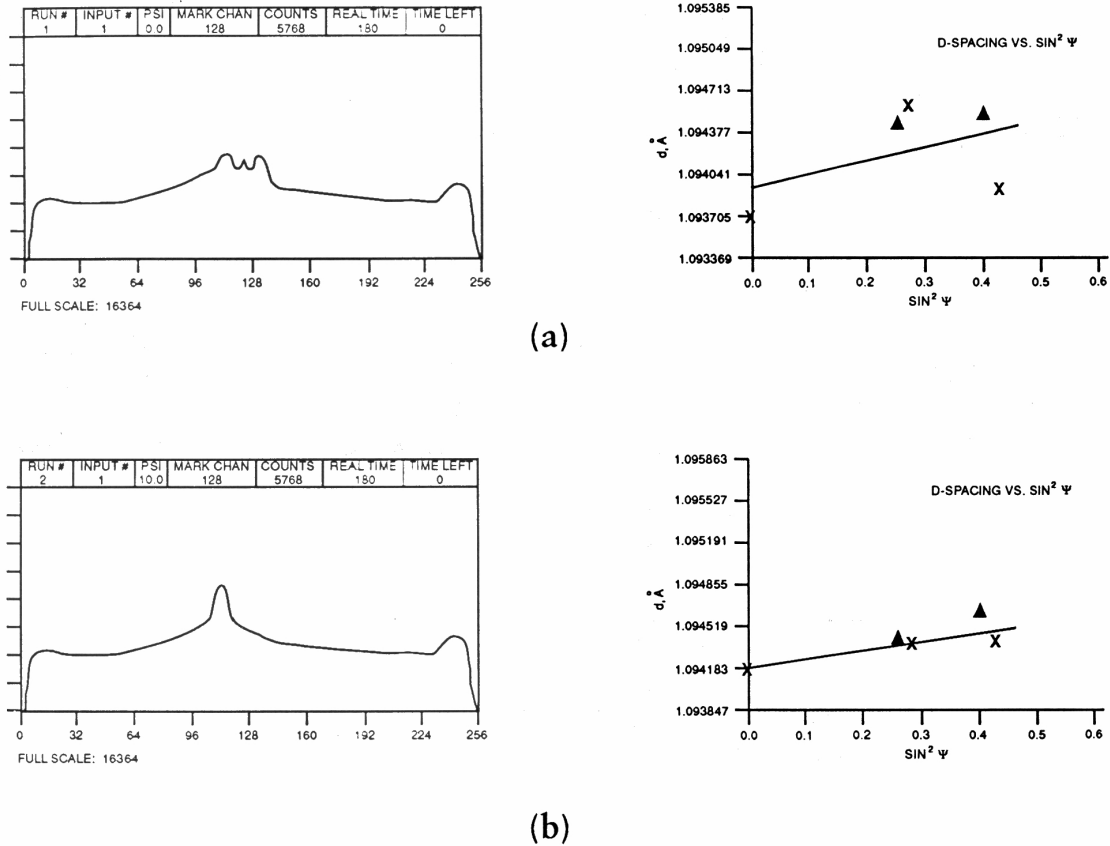 RUN # INPUT # PSI MARK CHAN COUNTS REAL TIME TIME LEFT
1 1 0.0 128 5768 180 0
0 32 64 96 128 160 192 224 256
FULL SCALE: 16364
1.095385
1.095049
1.094713
1.094377
1.094041
1.093705
1.093369
d, Å
D-SPACING VS. SIN² Ψ
0.0 0.1 0.2 0.3 0.4 0.5 0.6
SIN² Ψ
(a)
RUN # INPUT # PSI MARK CHAN COUNTS REAL TIME TIME LEFT
2 1 10.0 128 5768 180 0
0 32 64 96 128 160 192 224 256
FULL SCALE: 16364
1.095863
1.095527
1.095191
1.094855
1.094519
1.094183
1.093847
d, Å
D-SPACING VS. SIN² Ψ
0.0 0.1 0.2 0.3 0.4 0.5 0.6
SIN² Ψ
(b)